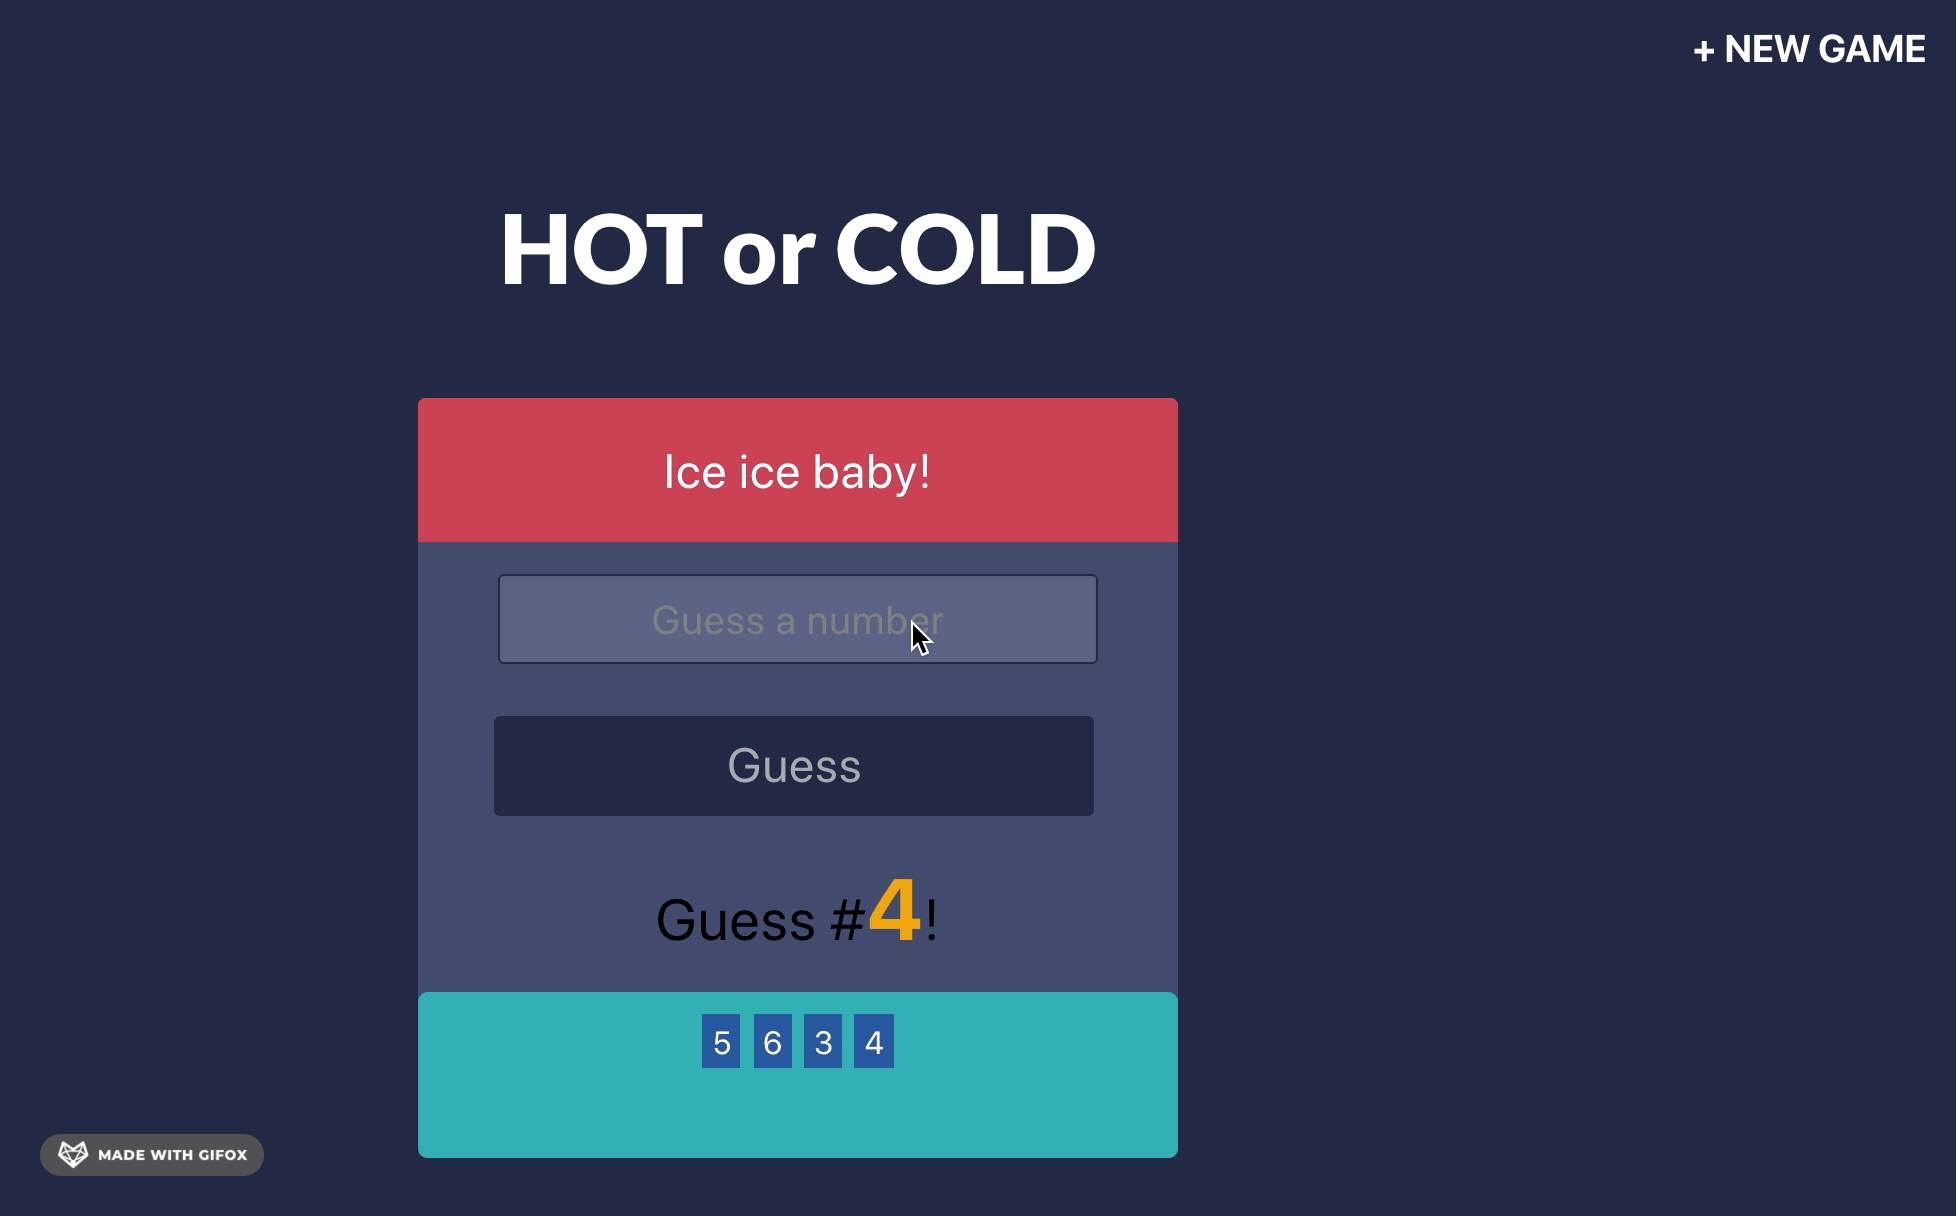 + NEW GAME
HOT or COLD
Ice ice baby!
Guess a number
Guess
Guess #4!
5 6 3 4
MADE WITH GIFOX